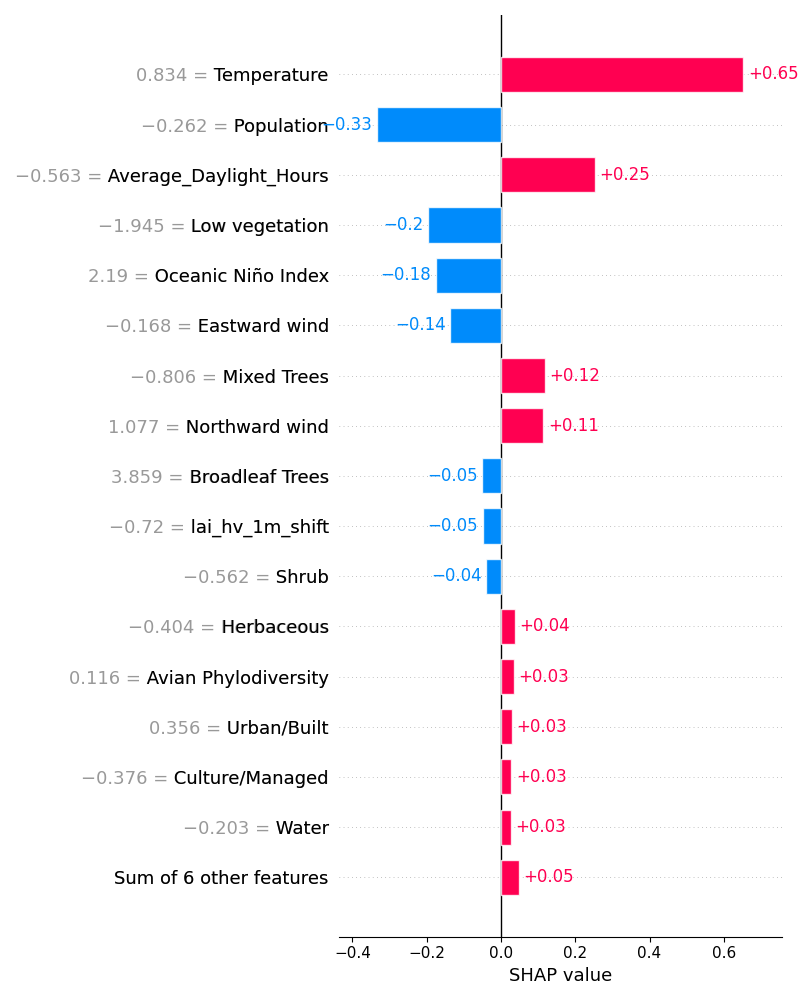 0.834 = Temperature +0.65
−0.262 = Population −0.33
−0.563 = Average_Daylight_Hours +0.25
−1.945 = Low vegetation −0.2
2.19 = Oceanic Niño Index −0.18
−0.168 = Eastward wind −0.14
−0.806 = Mixed Trees +0.12
1.077 = Northward wind +0.11
3.859 = Broadleaf Trees −0.05
−0.72 = lai_hv_1m_shift −0.05
−0.562 = Shrub −0.04
−0.404 = Herbaceous +0.04
0.116 = Avian Phylodiversity +0.03
0.356 = Urban/Built +0.03
−0.376 = Culture/Managed +0.03
−0.203 = Water +0.03
Sum of 6 other features +0.05
−0.4 −0.2 0.0 0.2 0.4 0.6
SHAP value